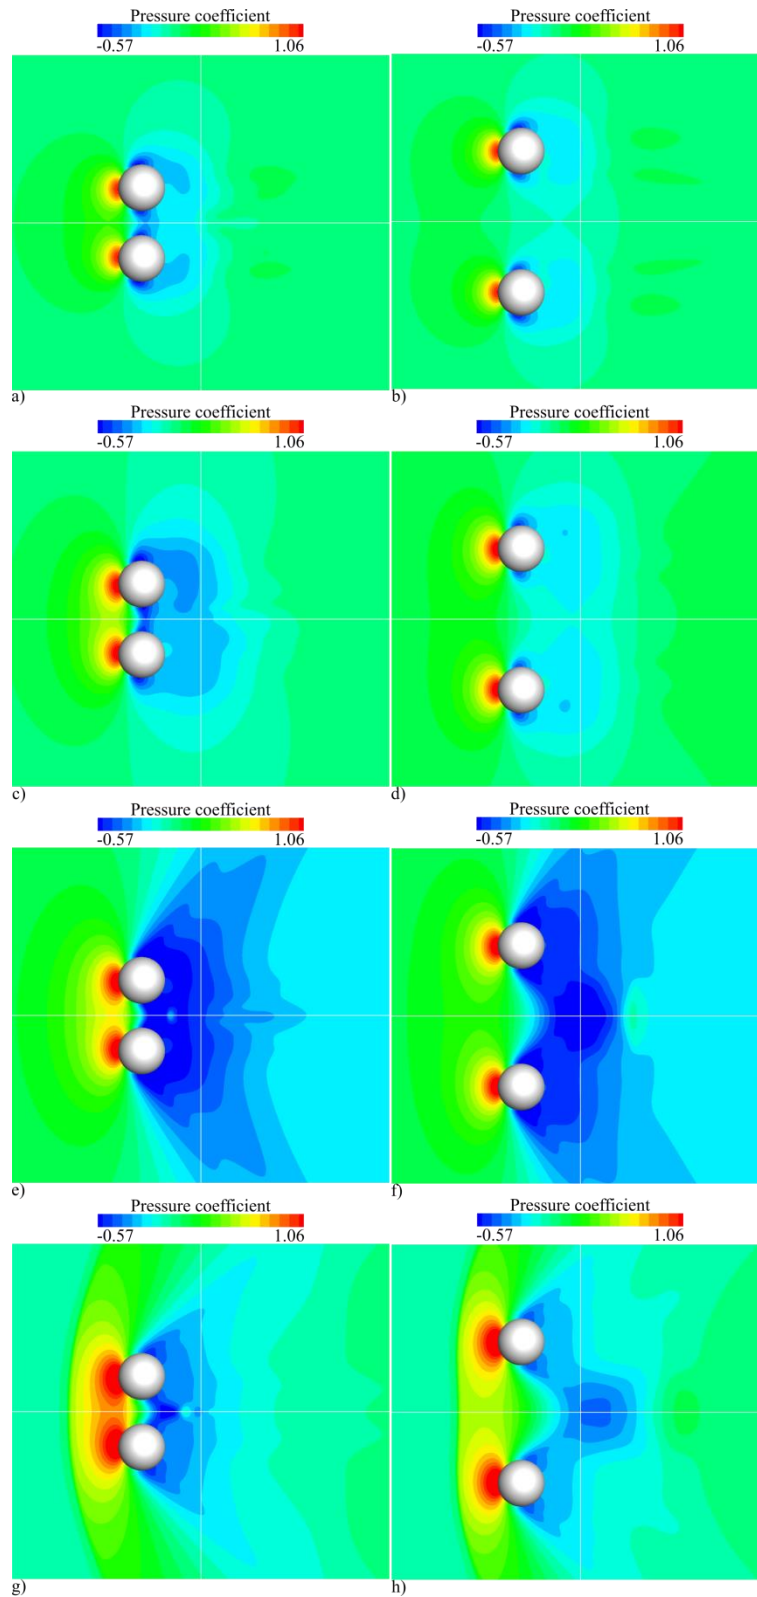 Pressure coefficient Pressure coefficient
-0.57 1.06 -0.57 1.06
a) b)
Pressure coefficient Pressure coefficient
-0.57 1.06 -0.57 1.06
c) d)
Pressure coefficient Pressure coefficient
-0.57 1.06 -0.57 1.06
e) f)
Pressure coefficient Pressure coefficient
-0.57 1.06 -0.57 1.06
g) h)